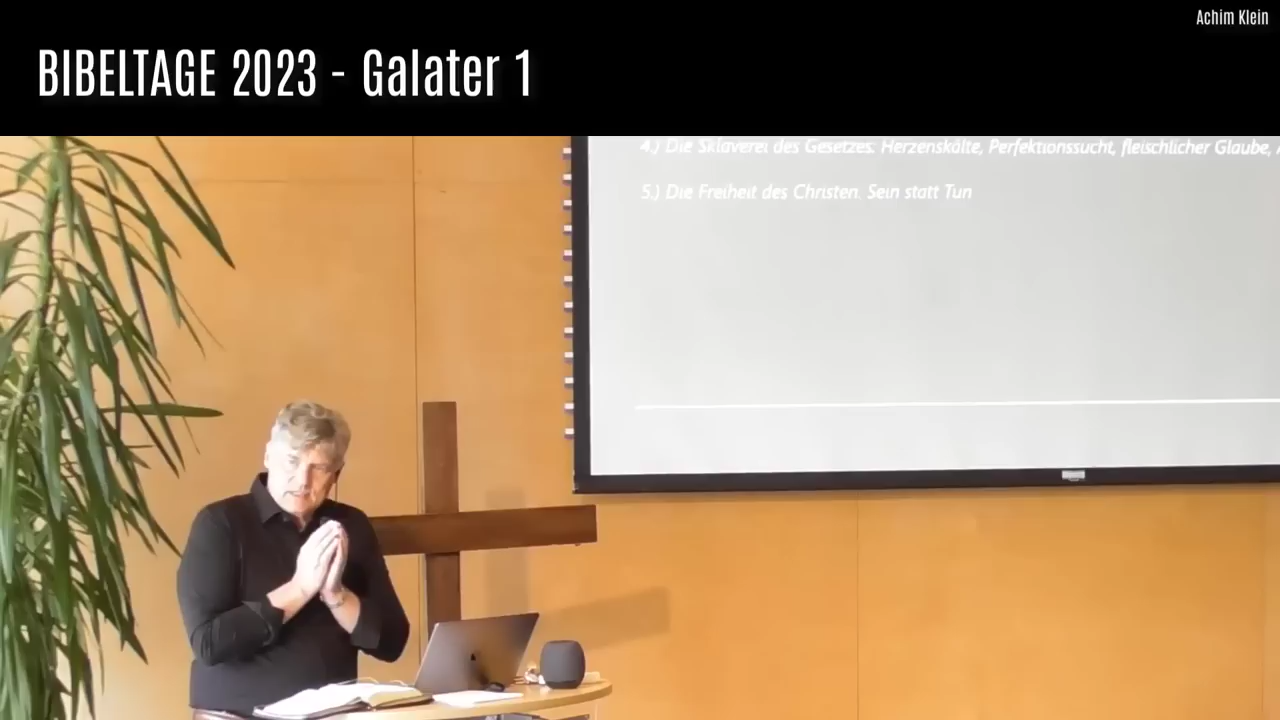 Achim Klein
BIBELTAGE 2023 - Galater 1
4.) Die Sklaverei des Gesetzes: Herzenskälte, Perfektionssucht, fleischlicher Glaube,
5.) Die Freiheit des Christen. Sein statt Tun